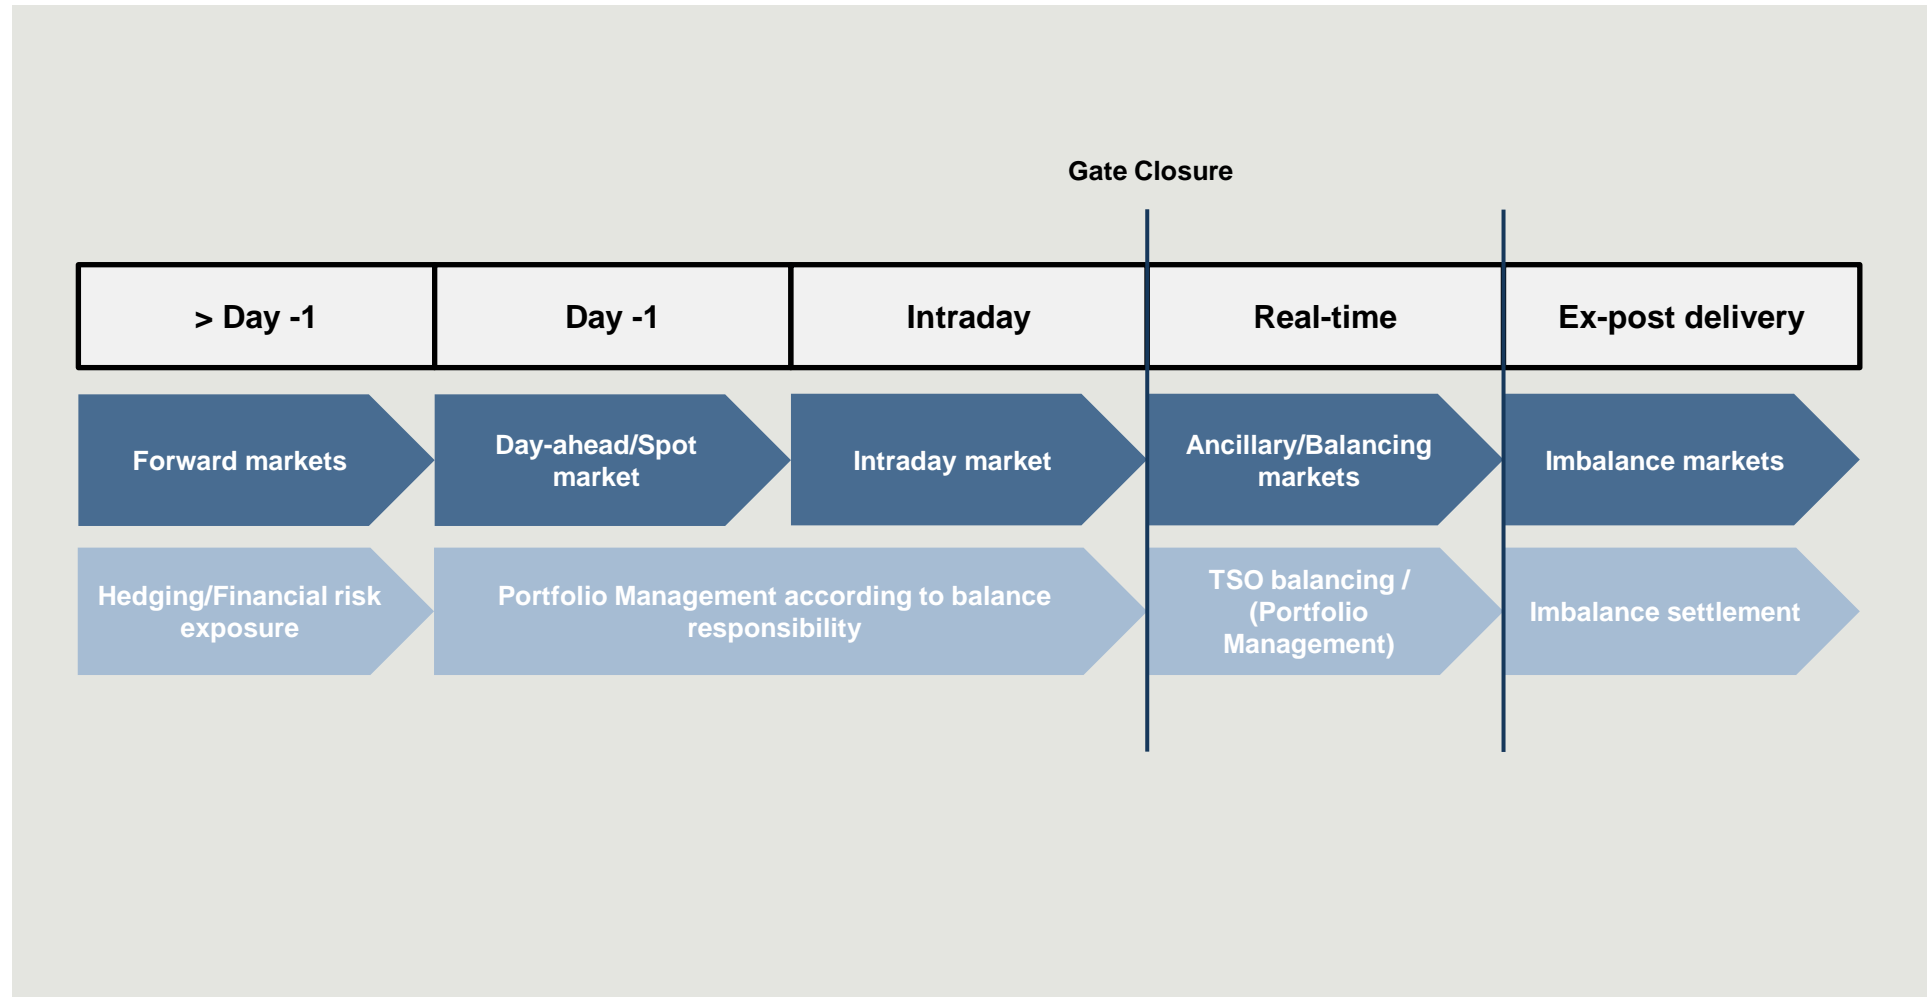 Gate Closure
> Day -1
Day -1
Intraday
Real-time
Ex-post delivery
Forward markets
Day-ahead/Spot
market
Intraday market
Ancillary/Balancing
markets
Imbalance markets
Hedging/Financial risk
exposure
Portfolio Management according to balance
responsibility
TSO balancing /
(Portfolio
Management)
Imbalance settlement